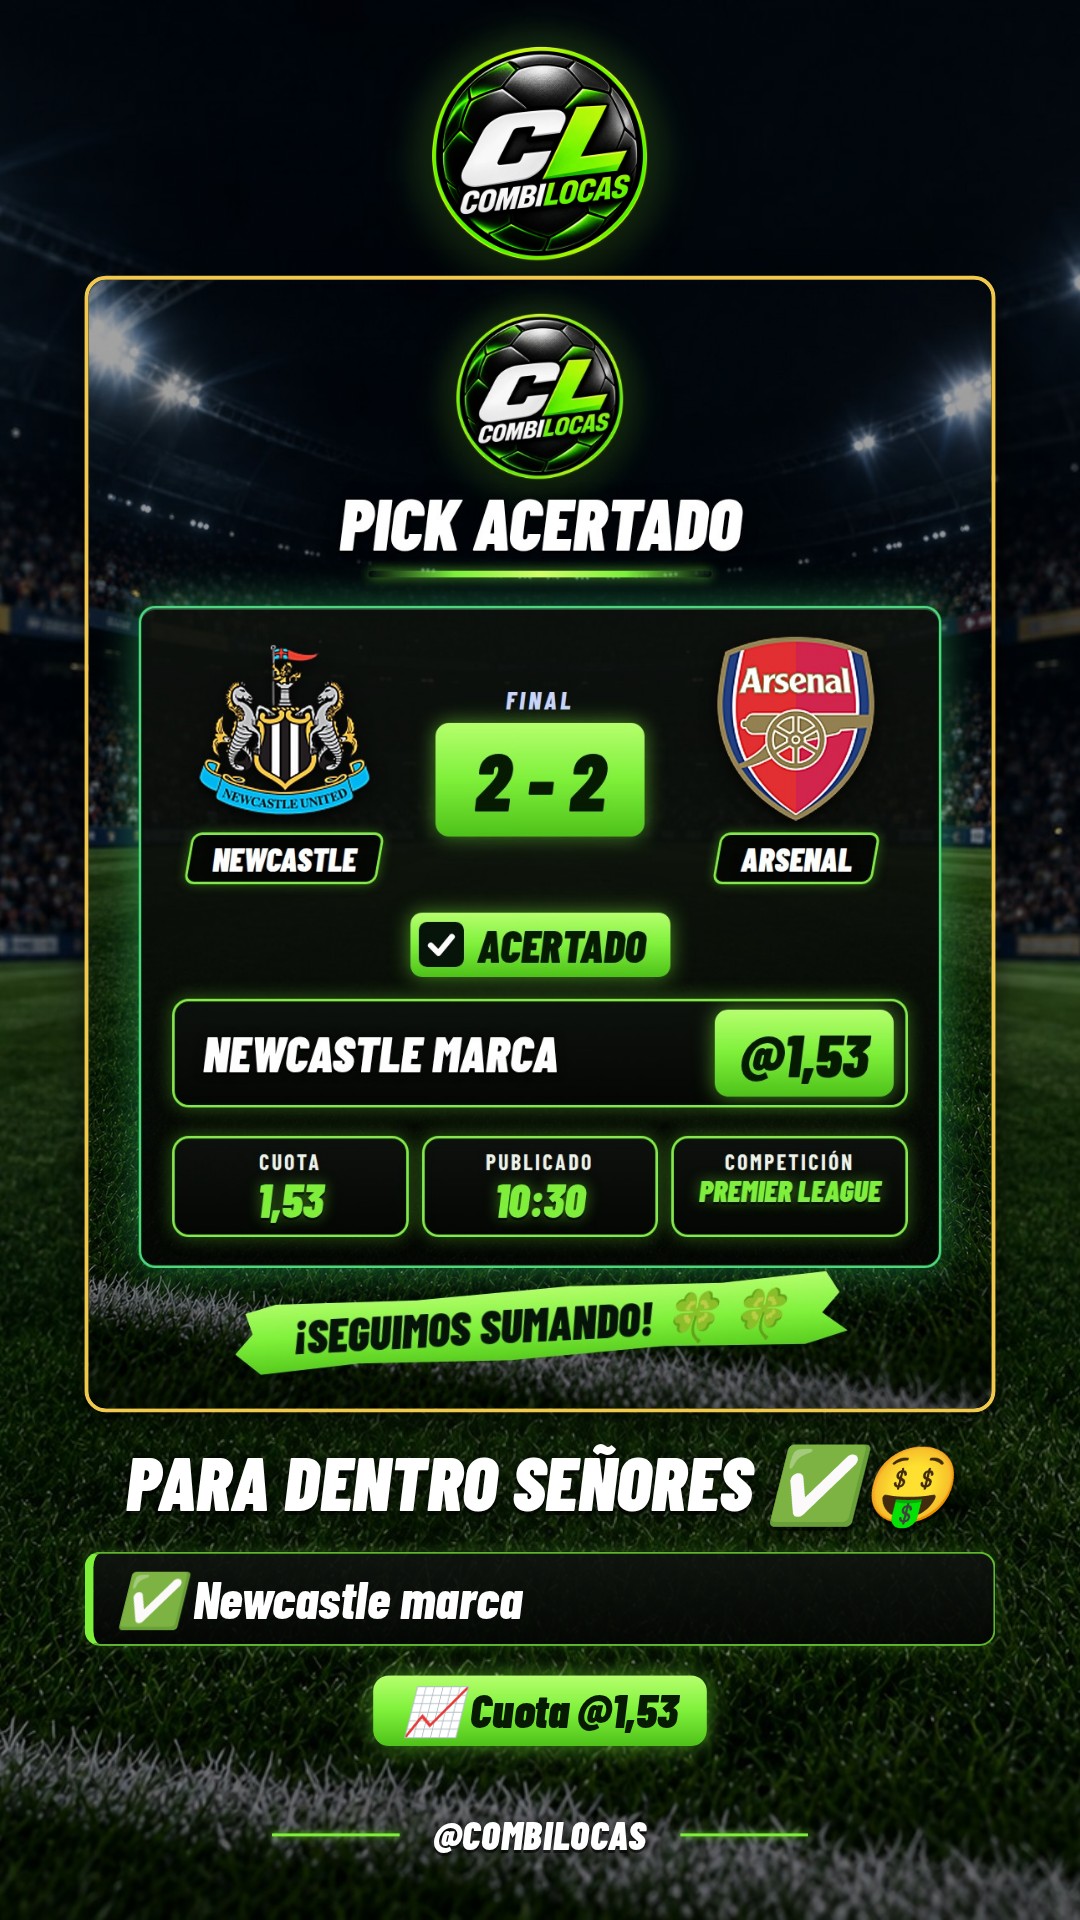 CL
COMBILOCAS
CL
COMBILOCAS
PICK ACERTADO
FINAL
2 - 2
Arsenal
NEWCASTLE UNITED
NEWCASTLE
ARSENAL
✓ ACERTADO
NEWCASTLE MARCA
@1,53
CUOTA
1,53
PUBLICADO
10:30
COMPETICIÓN
PREMIER LEAGUE
¡SEGUIMOS SUMANDO! 🍀 🍀
PARA DENTRO SEÑORES ✅🤑
✅ Newcastle marca
📈 Cuota @1,53
@COMBILOCAS